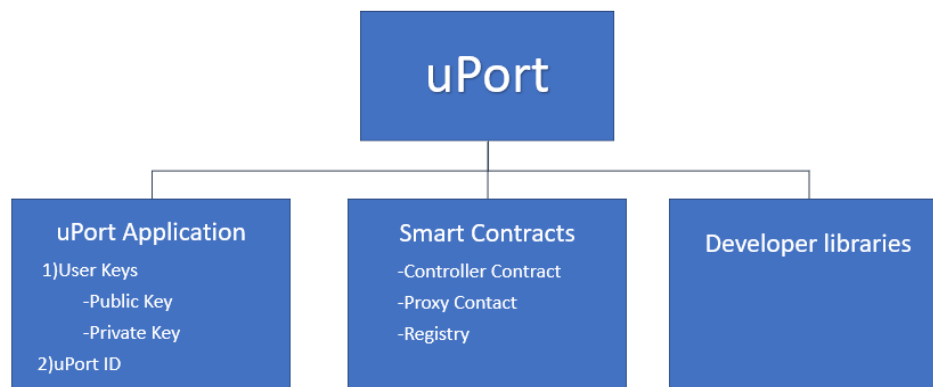 uPort
uPort Application
1)User Keys
-Public Key
-Private Key
2)uPort ID
Smart Contracts
-Controller Contract
-Proxy Contact
-Registry
Developer libraries